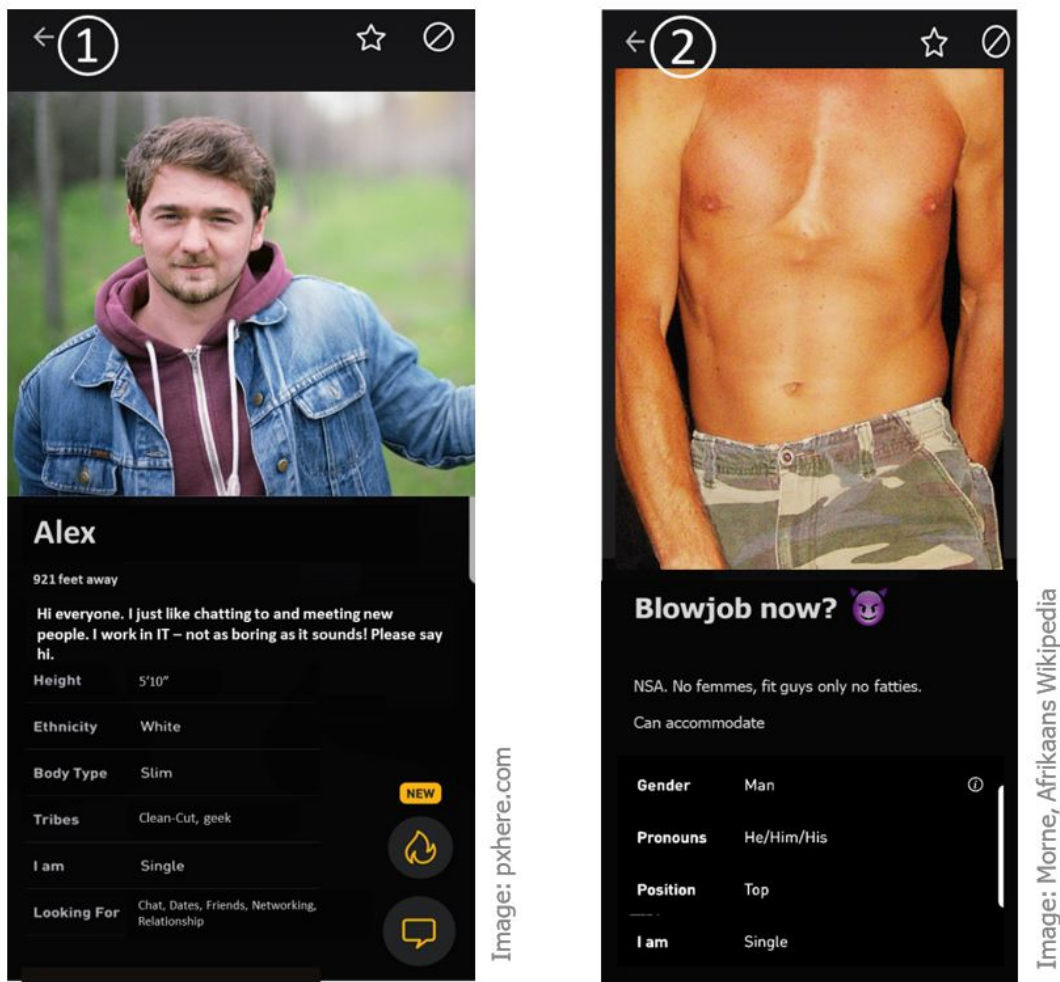 1
Alex
921 feet away
Hi everyone. I just like chatting to and meeting new
people. I work in IT – not as boring as it sounds! Please say
hi.
Height 5'10"
Ethnicity White
Body Type Slim
NEW
Tribes Clean-Cut, geek
I am Single
Looking For Chat, Dates, Friends, Networking,
Relationship
Image: pxhere.com
2
Blowjob now? 😈
NSA. No femmes, fit guys only no fatties.
Can accommodate
Gender Man
Pronouns He/Him/His
Position Top
I am Single
Image: Morne, Afrikaans Wikipedia